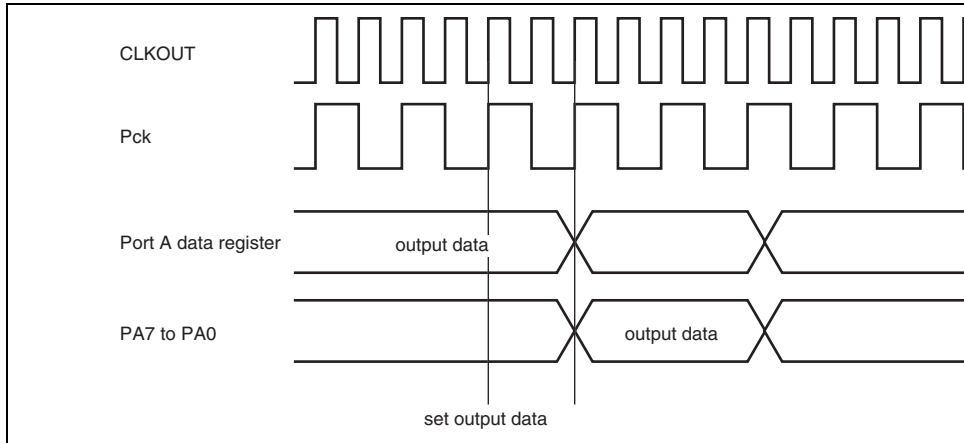 CLKOUT
Pck
Port A data register
output data
PA7 to PA0
output data
set output data